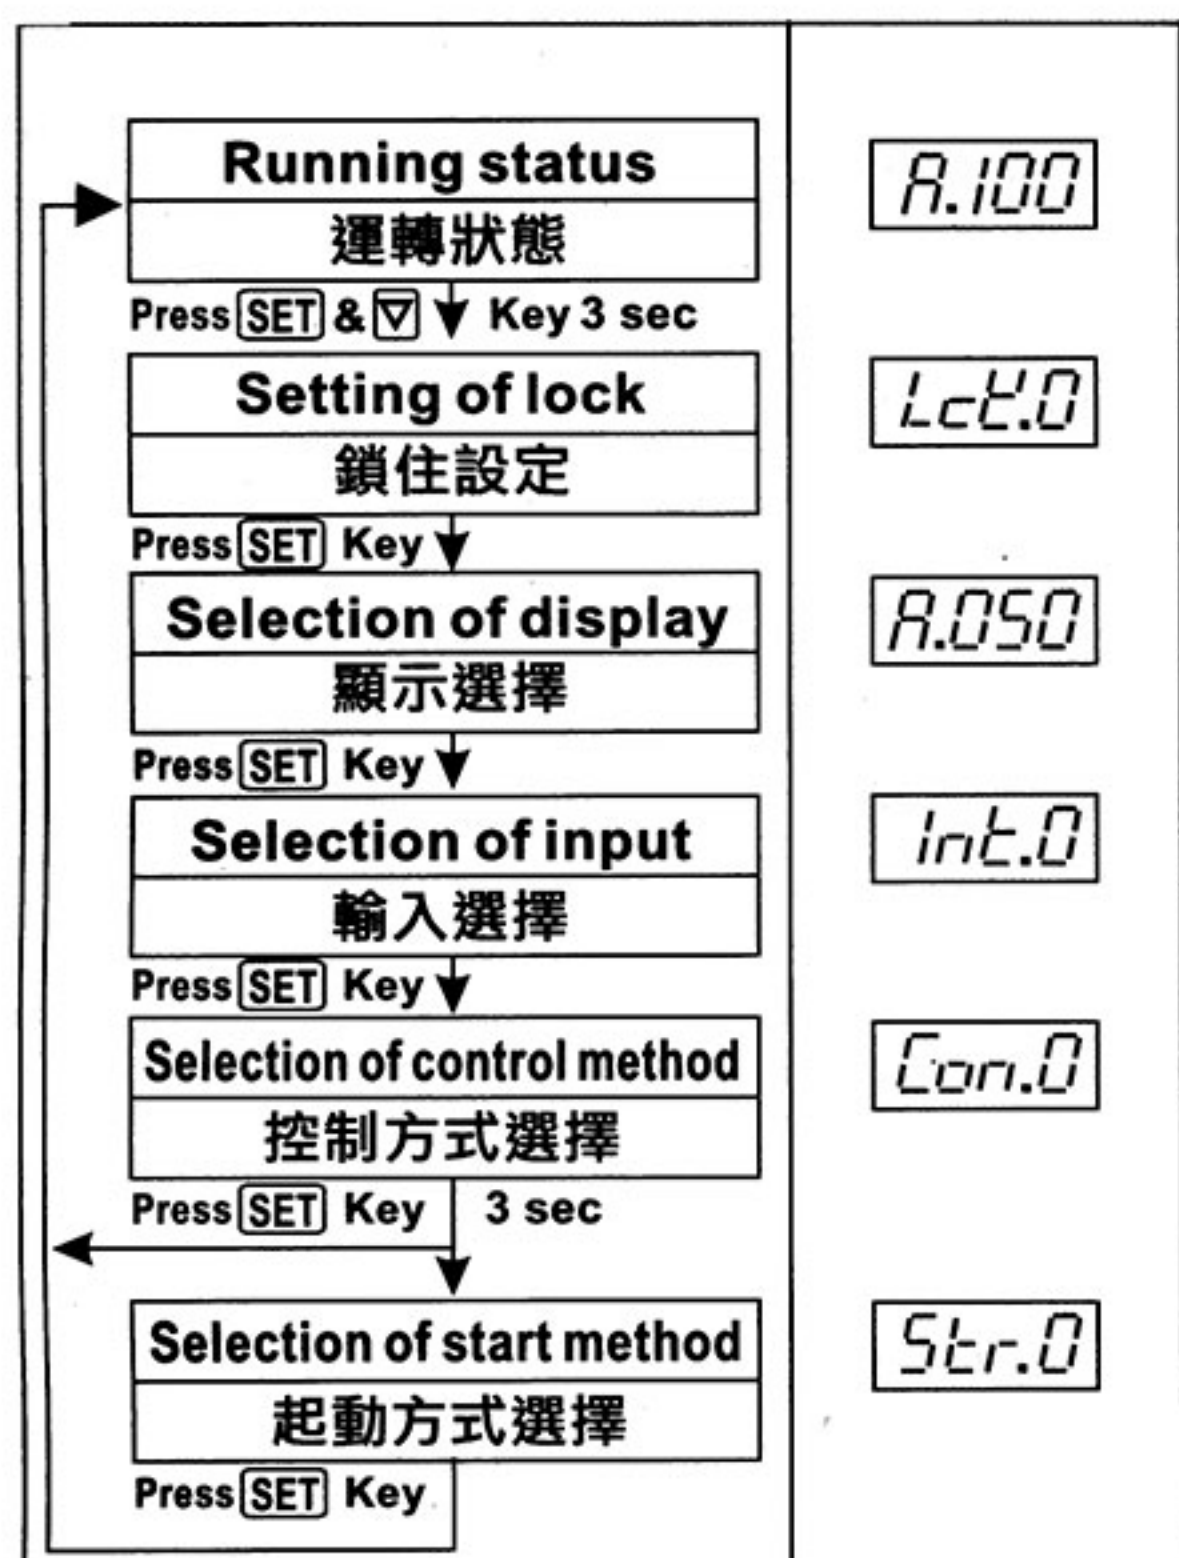 Running status A.100
運轉狀態
Press SET & ▽ Key 3 sec
Setting of lock Lck.0
鎖住設定
Press SET Key
Selection of display A.050
顯示選擇
Press SET Key
Selection of input Int.0
輸入選擇
Press SET Key
Selection of control method Con.0
控制方式選擇
Press SET Key 3 sec
Selection of start method Str.0
起動方式選擇
Press SET Key